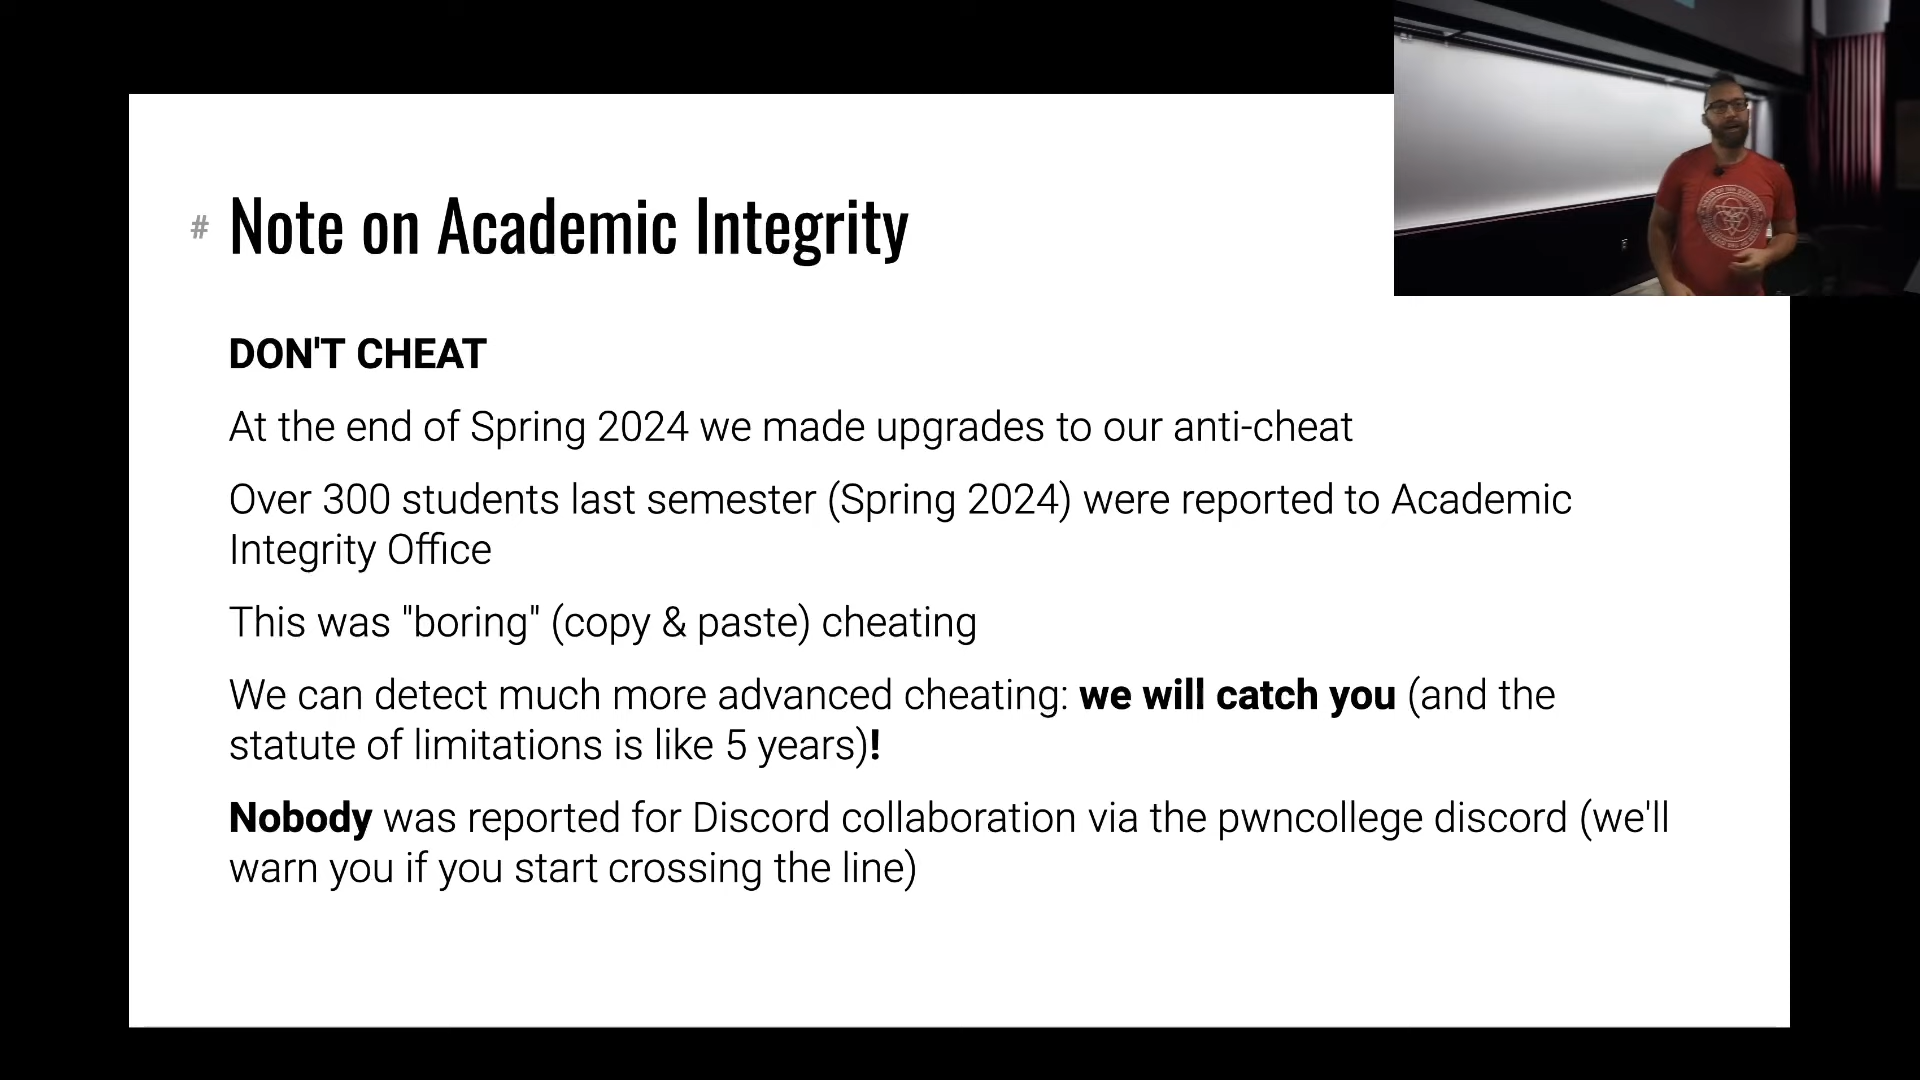 # Note on Academic Integrity
DON'T CHEAT
At the end of Spring 2024 we made upgrades to our anti-cheat
Over 300 students last semester (Spring 2024) were reported to Academic
Integrity Office
This was "boring" (copy & paste) cheating
We can detect much more advanced cheating: we will catch you (and the
statute of limitations is like 5 years)!
Nobody was reported for Discord collaboration via the pwncollege discord (we'll
warn you if you start crossing the line)